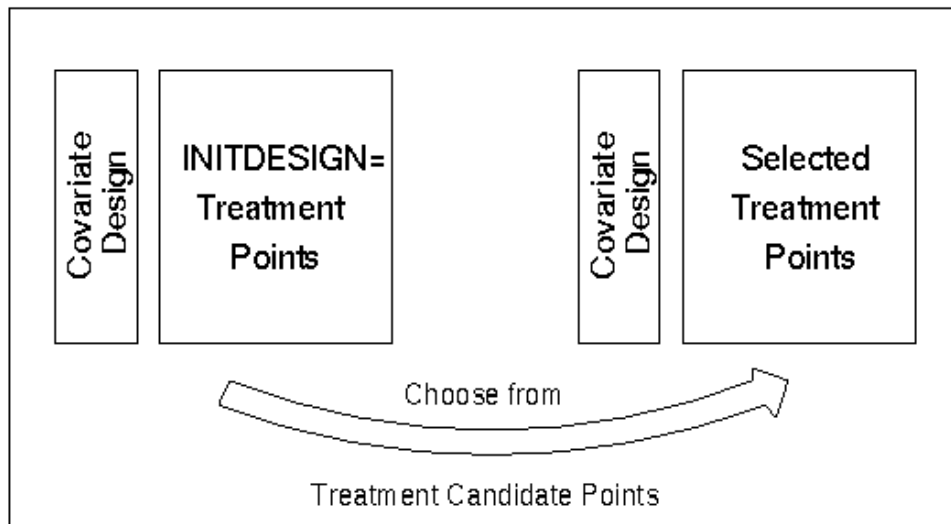 Covariate
Design
INITDESIGN=
Treatment
Points
Covariate
Design
Selected
Treatment
Points
Choose from
Treatment Candidate Points